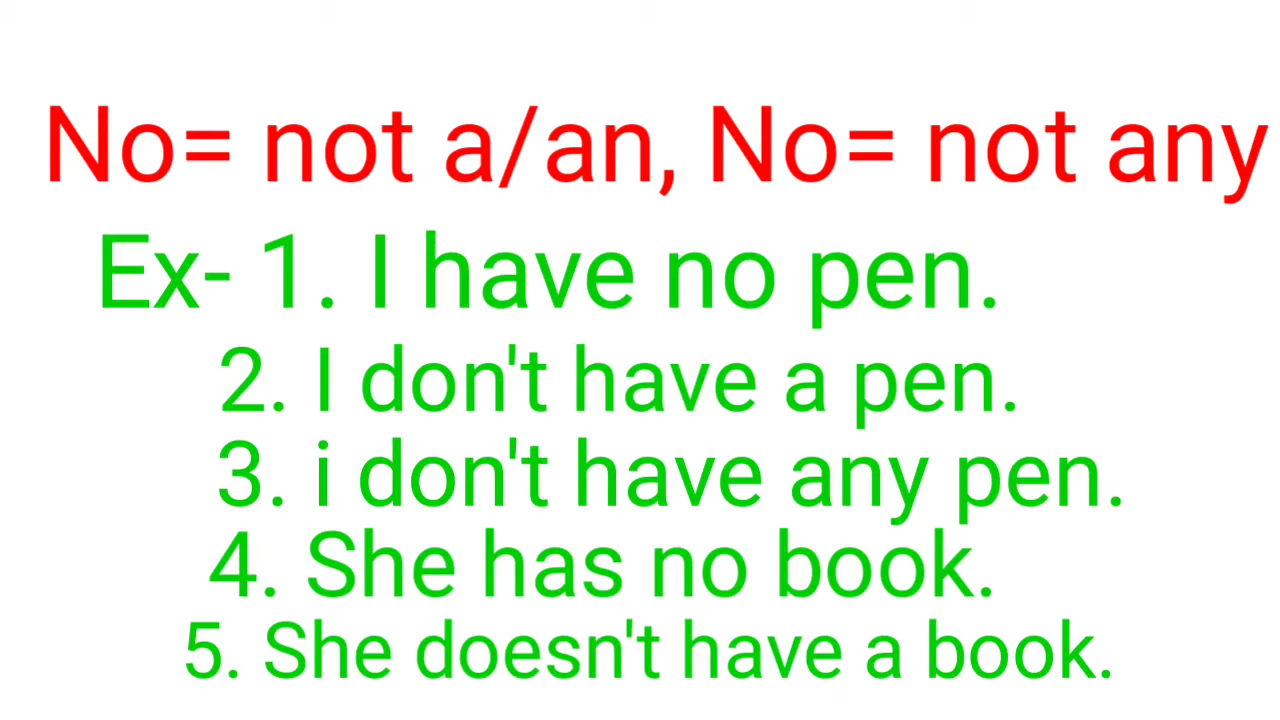 No= not a/an, No= not any
Ex- 1. I have no pen.
2. I don't have a pen.
3. i don't have any pen.
4. She has no book.
5. She doesn't have a book.